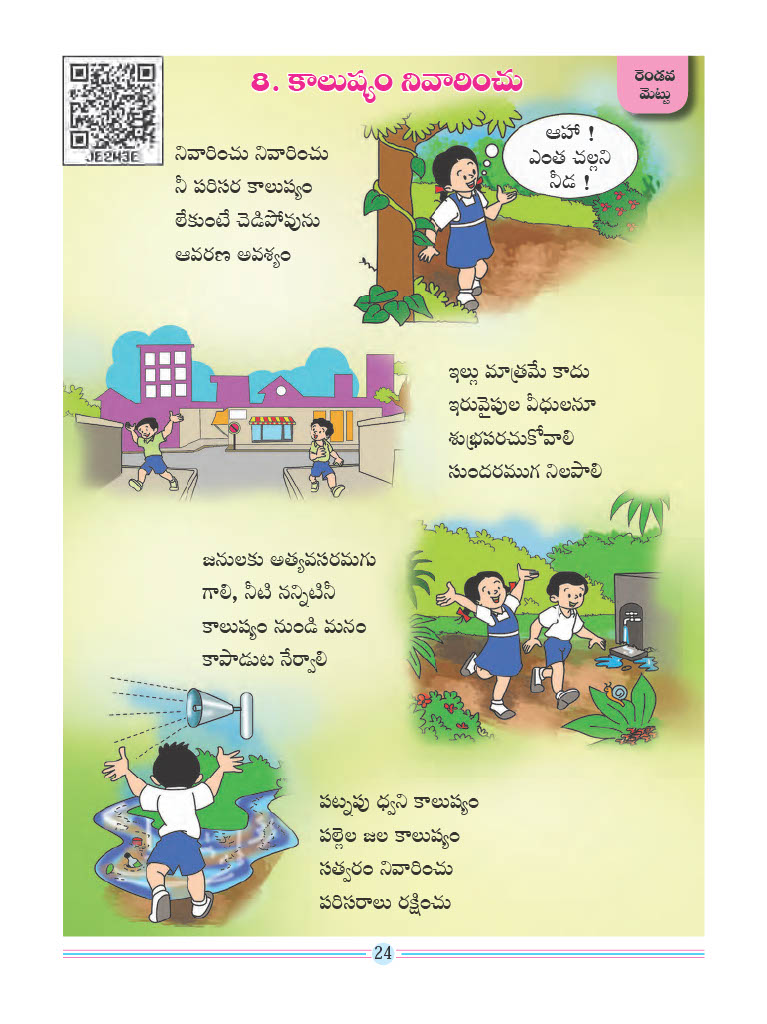 8. కాలుష్యం నివారించు
రెండవ
మెట్టు
JE2W3E
నివారించు నివారించు
నీ పరిసర కాలుష్యం
లేకుంటే చెడిపోవును
ఆవరణ అవశ్యం
ఆహా !
ఎంత చల్లని
నీడ !
ఇల్లు మాత్రమే కాదు
ఇరువైపుల వీధులనూ
శుభ్రపరచుకోవాలి
సుందరముగ నిలపాలి
జనులకు అత్యవసరమగు
గాలి, నీటి నన్నిటినీ
కాలుష్యం నుండి మనం
కాపాడుట నేర్వాలి
పట్నపు ధ్వని కాలుష్యం
పల్లెల జల కాలుష్యం
సత్వరం నివారించు
పరిసరాలు రక్షించు
24